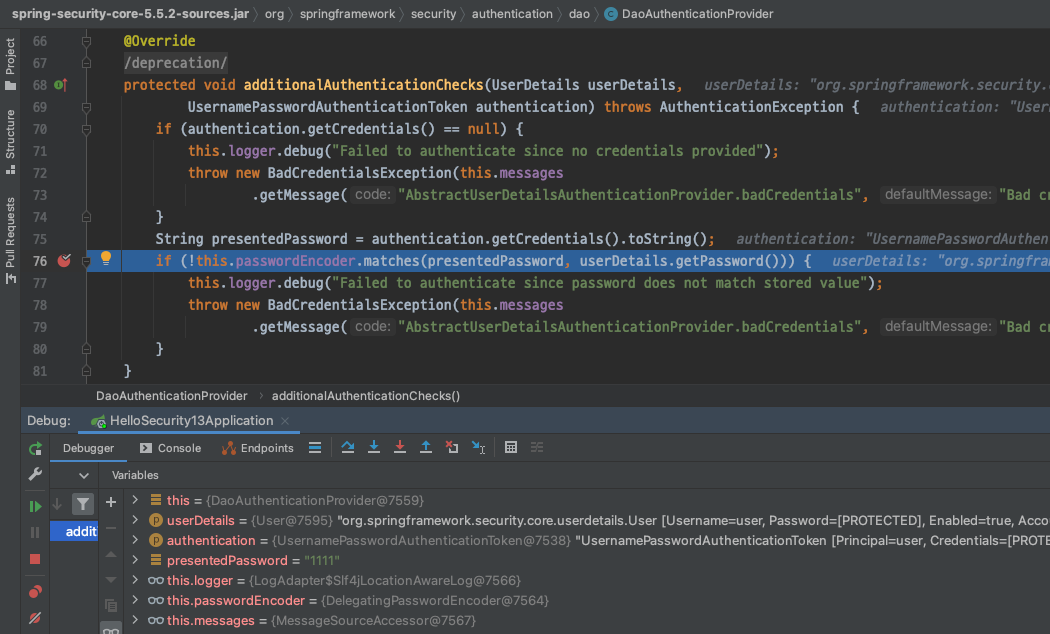 spring-security-core-5.5.2-sources.jar org springframework security authentication dao DaoAuthenticationProvider
Project
Structure
Pull Requests
66 @Override
67 /deprecation/
68 protected void additionalAuthenticationChecks(UserDetails userDetails, userDetails: "org.springframework.security.
69 UsernamePasswordAuthenticationToken authentication) throws AuthenticationException { authentication: "User
70 if (authentication.getCredentials() == null) {
71 this.logger.debug("Failed to authenticate since no credentials provided");
72 throw new BadCredentialsException(this.messages
73 .getMessage( code: "AbstractUserDetailsAuthenticationProvider.badCredentials", defaultMessage: "Bad cr
74 }
75 String presentedPassword = authentication.getCredentials().toString(); authentication: "UsernamePasswordAuthen
76 if (!this.passwordEncoder.matches(presentedPassword, userDetails.getPassword())) { userDetails: "org.springfra
77 this.logger.debug("Failed to authenticate since password does not match stored value");
78 throw new BadCredentialsException(this.messages
79 .getMessage( code: "AbstractUserDetailsAuthenticationProvider.badCredentials", defaultMessage: "Bad cr
80 }
81 }
DaoAuthenticationProvider additionalAuthenticationChecks()
Debug: HelloSecurity13Application
Debugger Console Endpoints
Variables
addit
this = {DaoAuthenticationProvider@7559}
userDetails = {User@7595} "org.springframework.security.core.userdetails.User [Username=user, Password=[PROTECTED], Enabled=true, Acco
authentication = {UsernamePasswordAuthenticationToken@7538} "UsernamePasswordAuthenticationToken [Principal=user, Credentials=[PROTE
presentedPassword = "1111"
this.logger = {LogAdapter$Slf4jLocationAwareLog@7566}
this.passwordEncoder = {DelegatingPasswordEncoder@7564}
this.messages = {MessageSourceAccessor@7567}